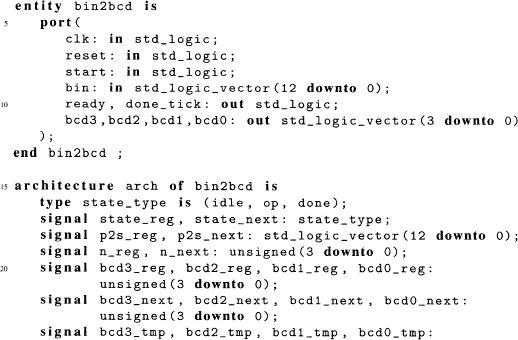 entity bin2bcd is
5 port(
clk: in std_logic;
reset: in std_logic;
start: in std_logic;
bin: in std_logic_vector(12 downto 0);
10 ready, done_tick: out std_logic;
bcd3,bcd2,bcd1,bcd0: out std_logic_vector(3 downto 0)
);
end bin2bcd ;
15 architecture arch of bin2bcd is
type state_type is (idle, op, done);
signal state_reg, state_next: state_type;
signal p2s_reg, p2s_next: std_logic_vector(12 downto 0);
signal n_reg, n_next: unsigned(3 downto 0);
20 signal bcd3_reg, bcd2_reg, bcd1_reg, bcd0_reg:
unsigned(3 downto 0);
signal bcd3_next, bcd2_next, bcd1_next, bcd0_next:
unsigned(3 downto 0);
signal bcd3_tmp, bcd2_tmp, bcd1_tmp, bcd0_tmp: